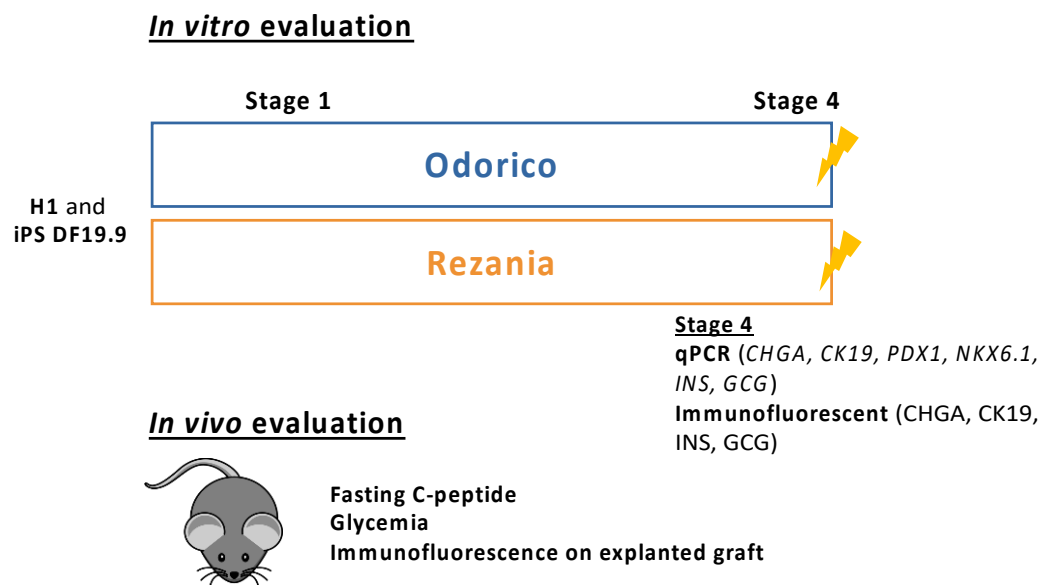 In vitro evaluation
Stage 1
Stage 4
Odorico
H1 and
iPS DF19.9
Rezania
Stage 4
qPCR (CHGA, CK19, PDX1, NKX6.1,
INS, GCG)
Immunofluorescent (CHGA, CK19,
INS, GCG)
In vivo evaluation
Fasting C-peptide
Glycemia
Immunofluorescence on explanted graft